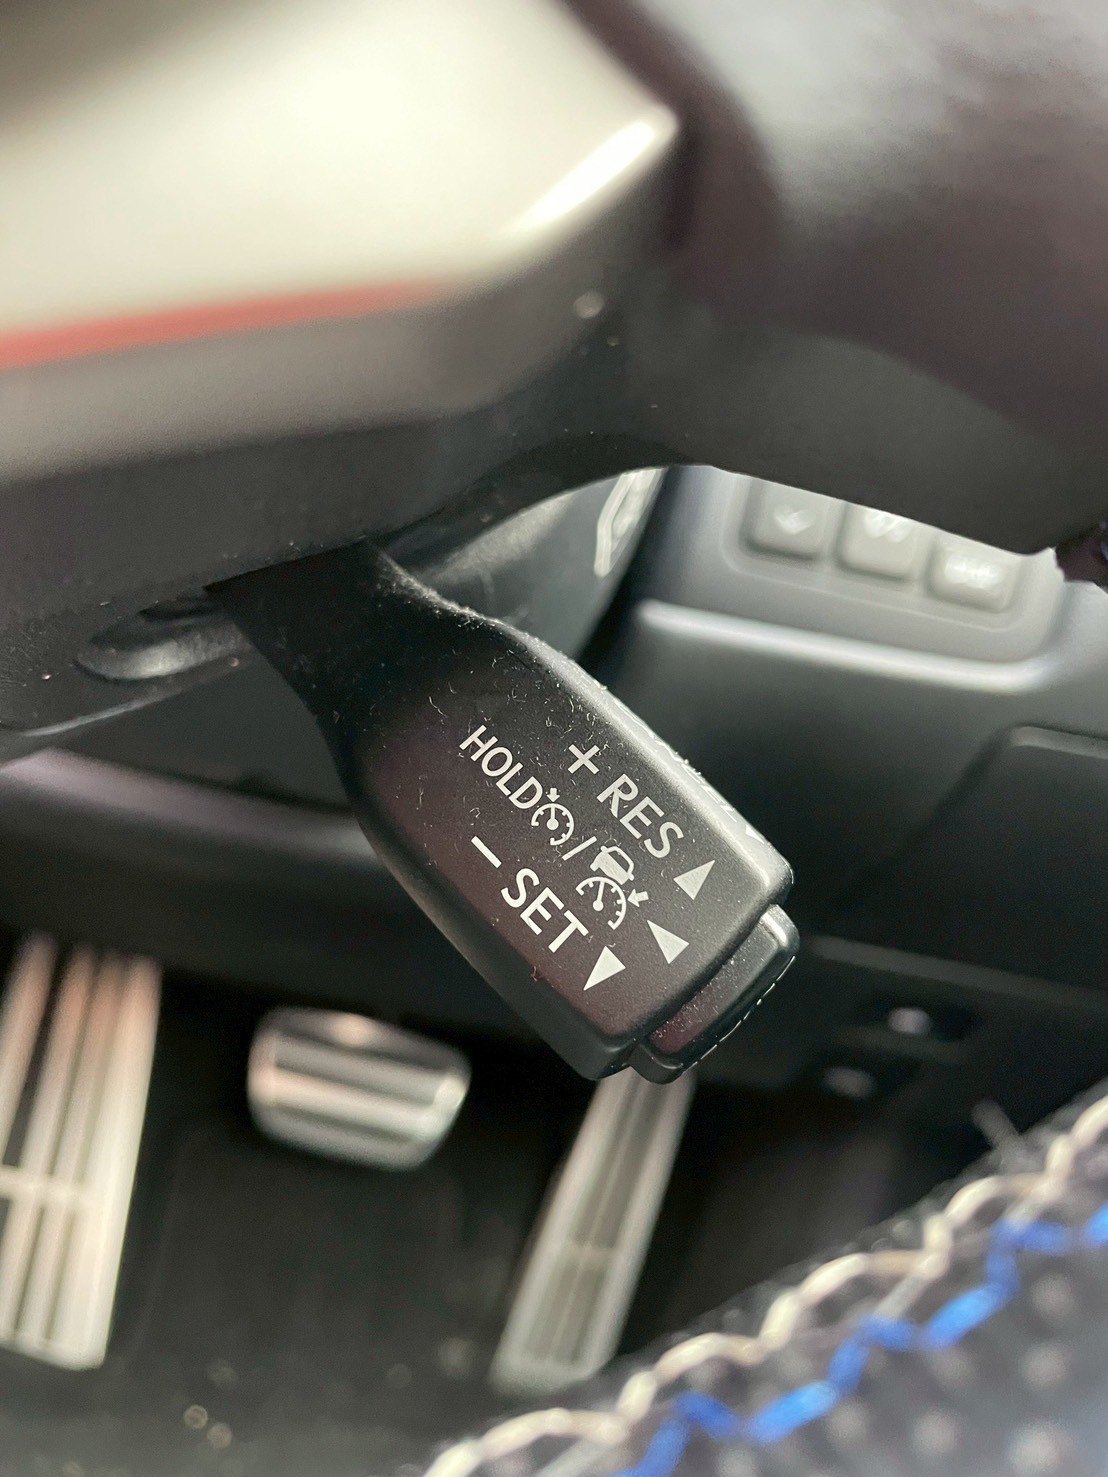 + RES ▲
HOLD / ▲
− SET ▼